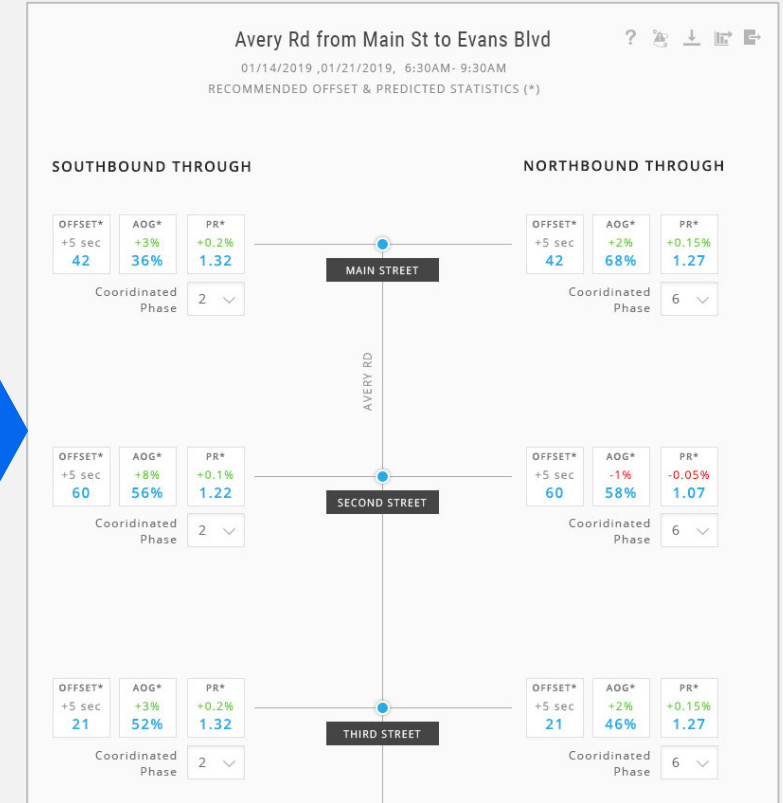 Avery Rd from Main St to Evans Blvd
?
01/14/2019 ,01/21/2019, 6:30AM- 9:30AM
RECOMMENDED OFFSET & PREDICTED STATISTICS (*)
SOUTHBOUND THROUGH
NORTHBOUND THROUGH
OFFSET* AOG* PR*
+5 sec +3% +0.2%
42 36% 1.32
Cooridinated
Phase 2
MAIN STREET
OFFSET* AOG* PR*
+5 sec +2% +0.15%
42 68% 1.27
Cooridinated
Phase 6
AVERY RD
OFFSET* AOG* PR*
+5 sec +8% +0.1%
60 56% 1.22
Cooridinated
Phase 2
SECOND STREET
OFFSET* AOG* PR*
+5 sec -1% -0.05%
60 58% 1.07
Cooridinated
Phase 6
OFFSET* AOG* PR*
+5 sec +3% +0.2%
21 52% 1.32
Cooridinated
Phase 2
THIRD STREET
OFFSET* AOG* PR*
+5 sec +2% +0.15%
21 46% 1.27
Cooridinated
Phase 6